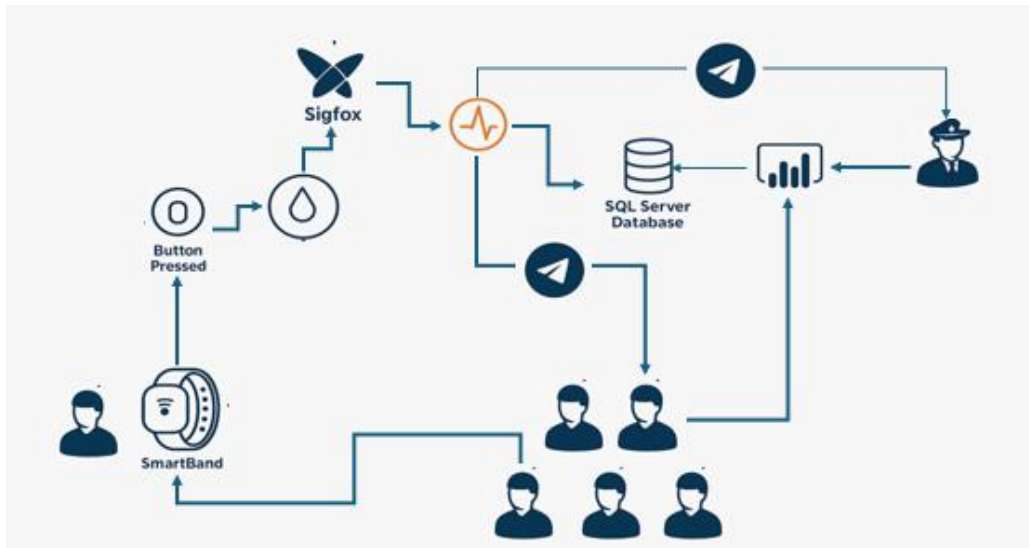 Sigfox
SQL Server
Database
Button
Pressed
SmartBand